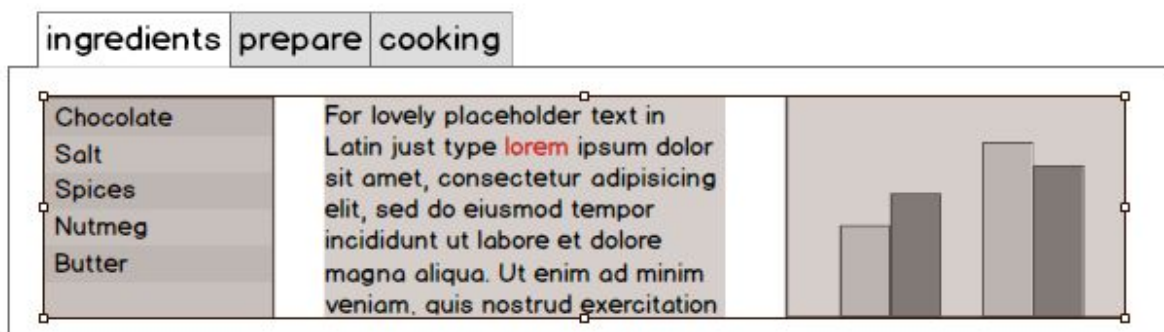 ingredients prepare cooking
Chocolate
Salt
Spices
Nutmeg
Butter
For lovely placeholder text in
Latin just type lorem ipsum dolor
sit amet, consectetur adipisicing
elit, sed do eiusmod tempor
incididunt ut labore et dolore
magna aliqua. Ut enim ad minim
veniam, quis nostrud exercitation